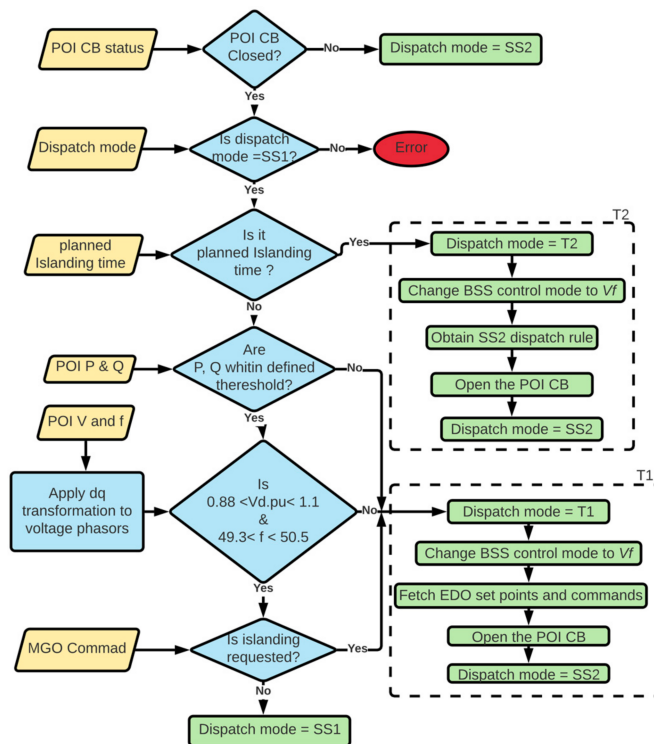 POI CB status
POI CB
Closed?
No
Dispatch mode = SS2
Yes
Dispatch mode
Is dispatch
mode =SS1?
No
Error
Yes
planned
Islanding time
Is it
planned Islanding
time ?
Yes
No
T2
Dispatch mode = T2
Change BSS control mode to Vf
Obtain SS2 dispatch rule
Open the POI CB
Dispatch mode = SS2
POI P & Q
Are
P, Q whitin defined
thereshold?
No
Yes
POI V and f
Apply dq
transformation to
voltage phasors
Is
0.88 <Vd.pu< 1.1
&
49.3< f < 50.5
No
Yes
T1
Dispatch mode = T1
Change BSS control mode to Vf
Fetch EDO set points and commands
Open the POI CB
Dispatch mode = SS2
MGO Commad
Is islanding
requested?
Yes
No
Dispatch mode = SS1